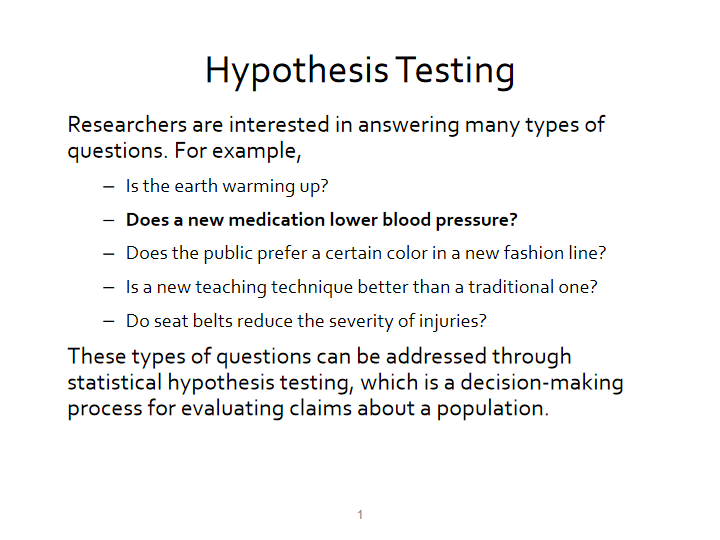 Hypothesis Testing
Researchers are interested in answering many types of
questions. For example,
– Is the earth warming up?
– Does a new medication lower blood pressure?
– Does the public prefer a certain color in a new fashion line?
– Is a new teaching technique better than a traditional one?
– Do seat belts reduce the severity of injuries?
These types of questions can be addressed through
statistical hypothesis testing, which is a decision-making
process for evaluating claims about a population.
1